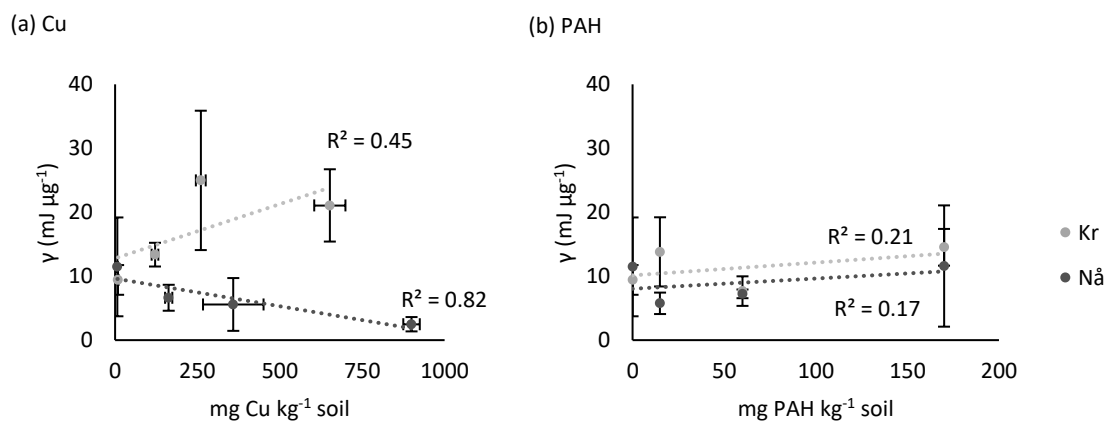 (a) Cu
(b) PAH
40
30
20
10
0
γ (mJ µg⁻¹)
R² = 0.45
R² = 0.82
0 250 500 750 1000
mg Cu kg⁻¹ soil
40
30
20
10
0
γ (mJ µg⁻¹)
R² = 0.21
R² = 0.17
0 50 100 150 200
mg PAH kg⁻¹ soil
Kr
Nå